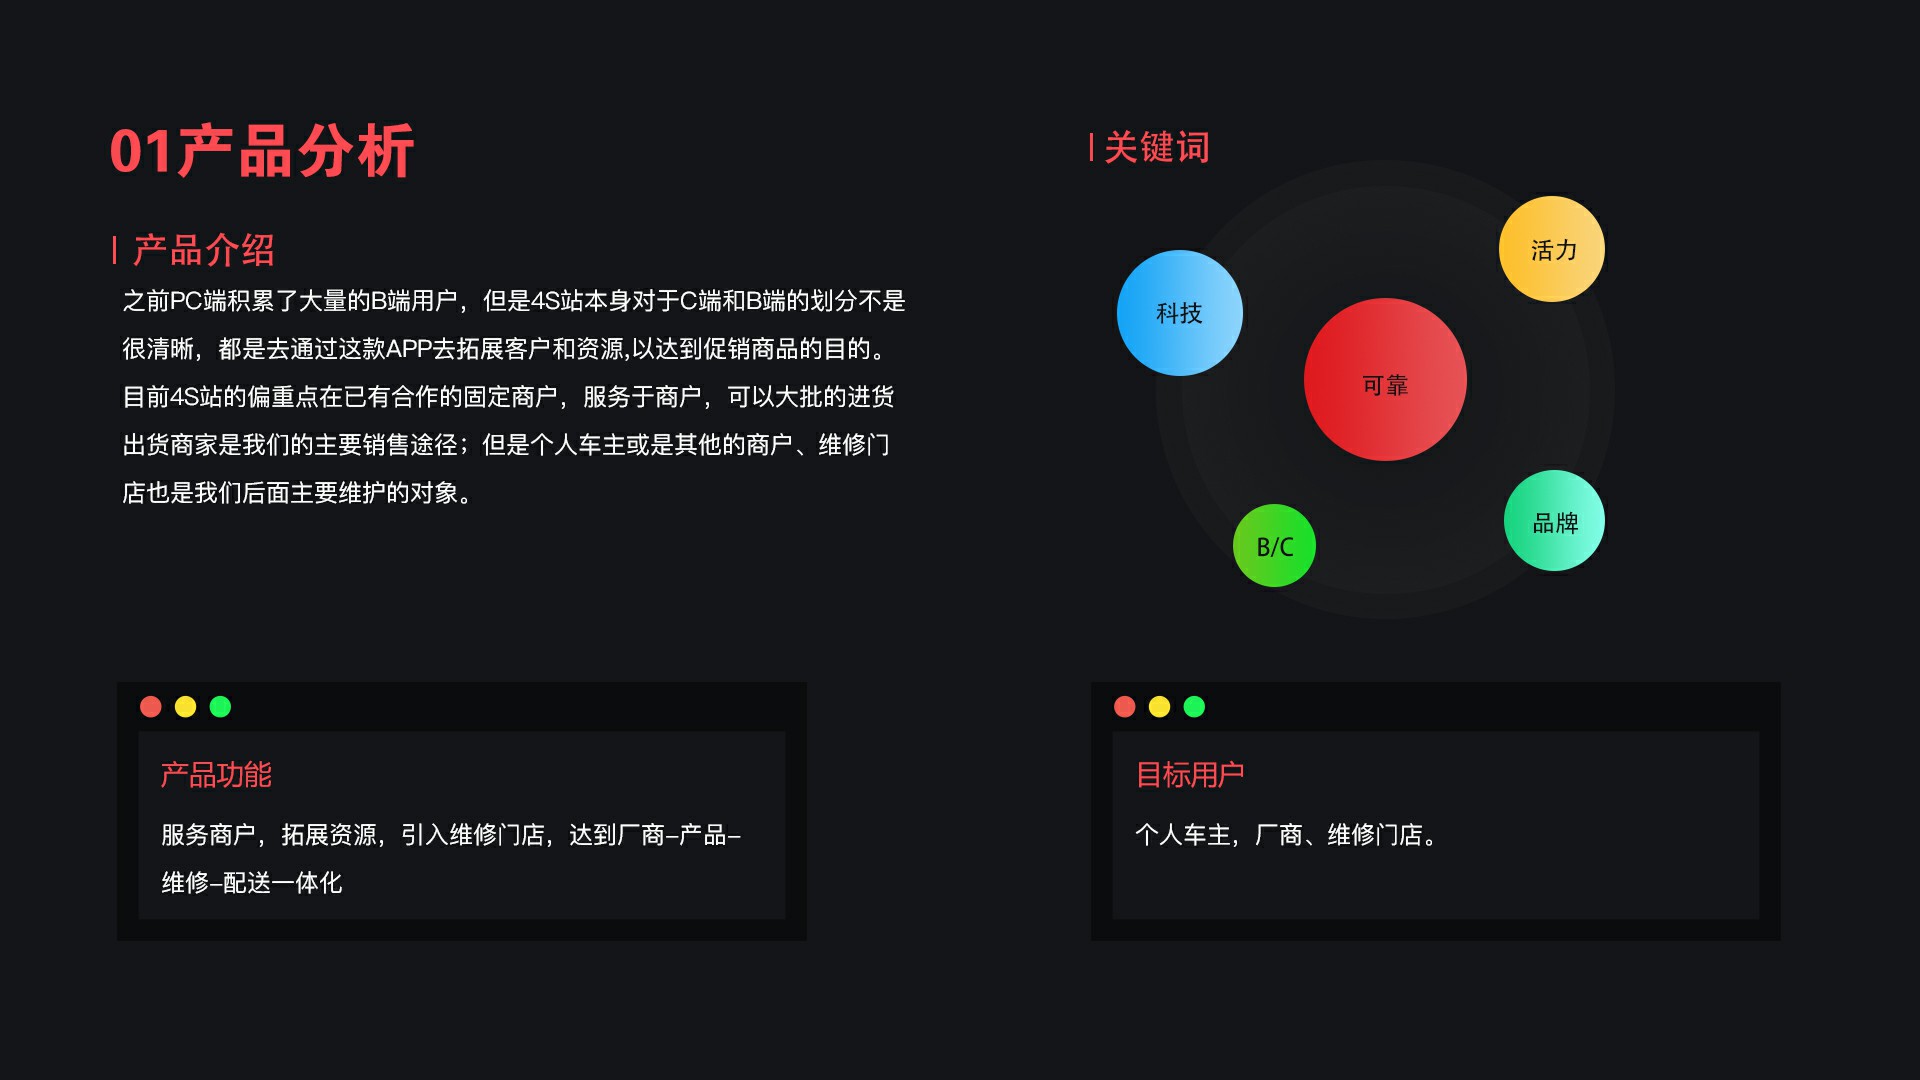 01产品分析
产品介绍
之前PC端积累了大量的B端用户，但是4S站本身对于C端和B端的划分不是
很清晰，都是去通过这款APP去拓展客户和资源,以达到促销商品的目的。
目前4S站的偏重点在已有合作的固定商户，服务于商户，可以大批的进货
出货商家是我们的主要销售途径；但是个人车主或是其他的商户、维修门
店也是我们后面主要维护的对象。
关键词
活力
科技
可靠
品牌
B/C
产品功能
服务商户，拓展资源，引入维修门店，达到厂商–产品–
维修–配送一体化
目标用户
个人车主，厂商、维修门店。